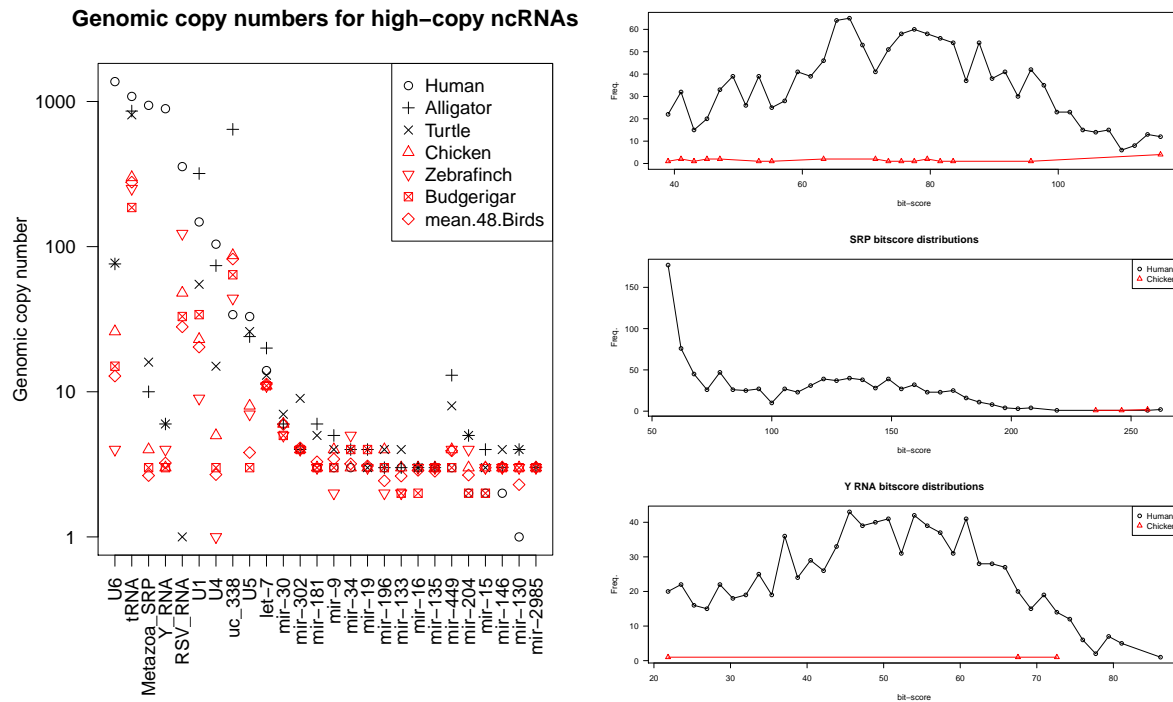 Genomic copy numbers for high−copy ncRNAs
Genomic copy number
1000
100
10
1
Human
Alligator
Turtle
Chicken
Zebrafinch
Budgerigar
mean.48.Birds
U6
tRNA
Metazoa_SRP
Y_RNA
RSV_RNA
U1
U4
uc_338
U5
let−7
mir−30
mir−302
mir−181
mir−9
mir−34
mir−19
mir−196
mir−133
mir−16
mir−135
mir−449
mir−204
mir−15
mir−146
mir−130
mir−2985
Freq.
60
50
40
30
20
10
0
40
60
80
100
bit−score
SRP bitscore distributions
Human
Chicken
Freq.
150
100
50
0
50
100
150
200
250
bit−score
Y RNA bitscore distributions
Human
Chicken
Freq.
40
30
20
10
0
20
30
40
50
60
70
80
bit−score